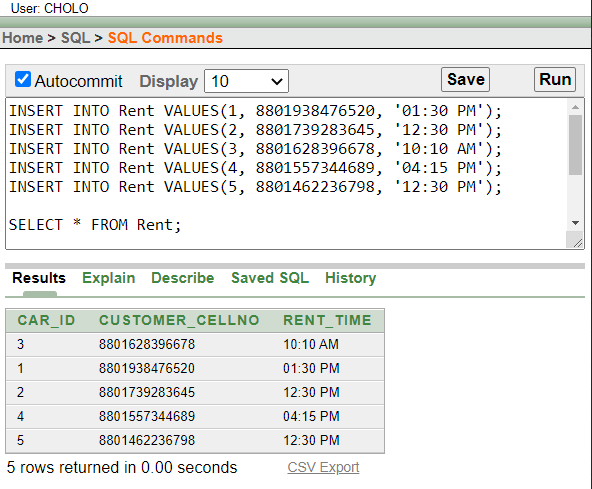 User: CHOLO
Home > SQL > SQL Commands
Autocommit Display 10 Save Run
INSERT INTO Rent VALUES(1, 8801938476520, '01:30 PM');
INSERT INTO Rent VALUES(2, 8801739283645, '12:30 PM');
INSERT INTO Rent VALUES(3, 8801628396678, '10:10 AM');
INSERT INTO Rent VALUES(4, 8801557344689, '04:15 PM');
INSERT INTO Rent VALUES(5, 8801462236798, '12:30 PM');
SELECT * FROM Rent;
Results Explain Describe Saved SQL History
CAR_ID CUSTOMER_CELLNO RENT_TIME
3 8801628396678 10:10 AM
1 8801938476520 01:30 PM
2 8801739283645 12:30 PM
4 8801557344689 04:15 PM
5 8801462236798 12:30 PM
5 rows returned in 0.00 seconds CSV Export